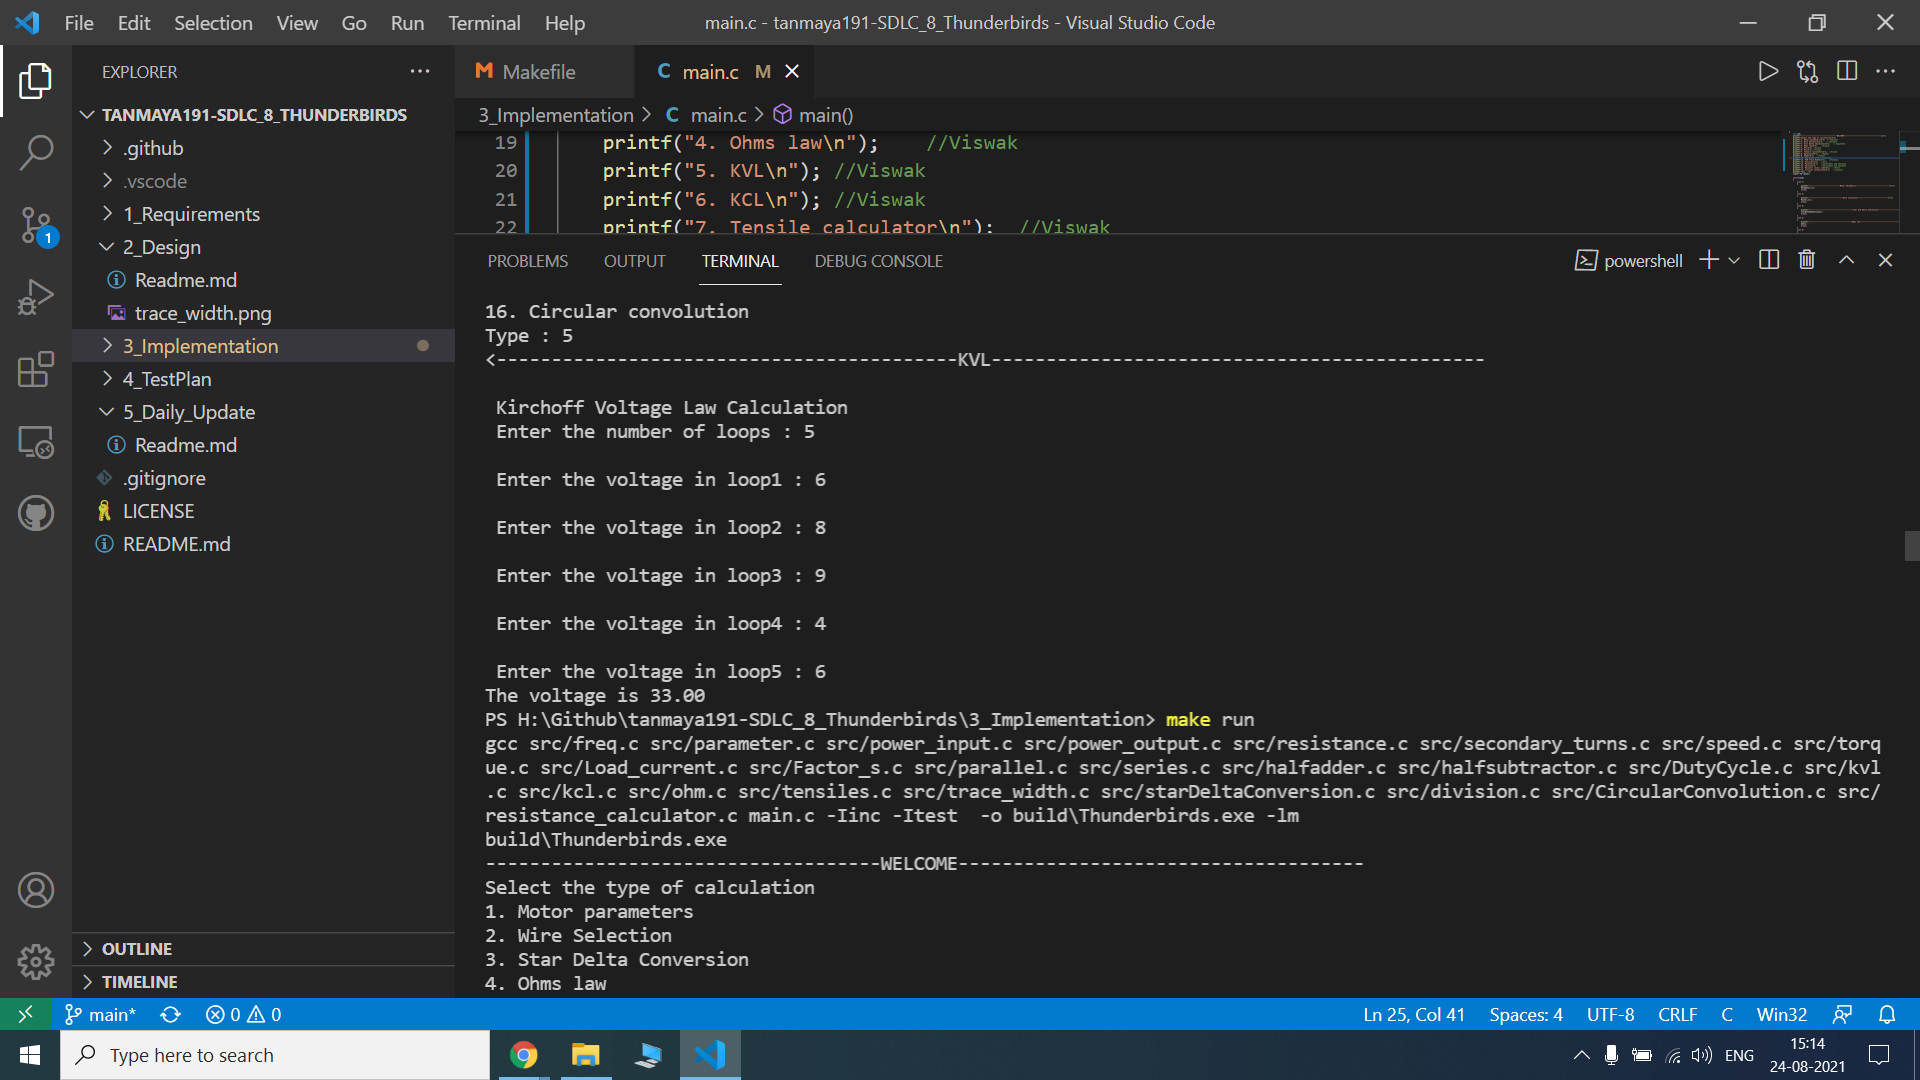 File Edit Selection View Go Run Terminal Help main.c - tanmaya191-SDLC_8_Thunderbirds - Visual Studio Code
EXPLORER
TANMAYA191-SDLC_8_THUNDERBIRDS
.github
.vscode
1_Requirements
2_Design
Readme.md
trace_width.png
3_Implementation
4_TestPlan
5_Daily_Update
Readme.md
.gitignore
LICENSE
README.md
OUTLINE
TIMELINE
1
Makefile
C main.c M
3_Implementation > C main.c > main()
19 printf("4. Ohms law\n"); //Viswak
20 printf("5. KVL\n"); //Viswak
21 printf("6. KCL\n"); //Viswak
22 printf("7. Tensile calculator\n"); //Viswak
PROBLEMS OUTPUT TERMINAL DEBUG CONSOLE powershell
16. Circular convolution
Type : 5
<------------------------------------------KVL---------------------------------------------
Kirchoff Voltage Law Calculation
Enter the number of loops : 5
Enter the voltage in loop1 : 6
Enter the voltage in loop2 : 8
Enter the voltage in loop3 : 9
Enter the voltage in loop4 : 4
Enter the voltage in loop5 : 6
The voltage is 33.00
PS H:\Github\tanmaya191-SDLC_8_Thunderbirds\3_Implementation> make run
gcc src/freq.c src/parameter.c src/power_input.c src/power_output.c src/resistance.c src/secondary_turns.c src/speed.c src/torq
ue.c src/Load_current.c src/Factor_s.c src/parallel.c src/series.c src/halfadder.c src/halfsubtractor.c src/DutyCycle.c src/kvl
.c src/kcl.c src/ohm.c src/tensiles.c src/trace_width.c src/starDeltaConversion.c src/division.c src/CircularConvolution.c src/
resistance_calculator.c main.c -Iinc -Itest  -o build\Thunderbirds.exe -lm
build\Thunderbirds.exe
------------------------------------WELCOME-------------------------------------
Select the type of calculation
1. Motor parameters
2. Wire Selection
3. Star Delta Conversion
4. Ohms law
main* 0 0 Ln 25, Col 41 Spaces: 4 UTF-8 CRLF C Win32
Type here to search ENG 15:14
24-08-2021